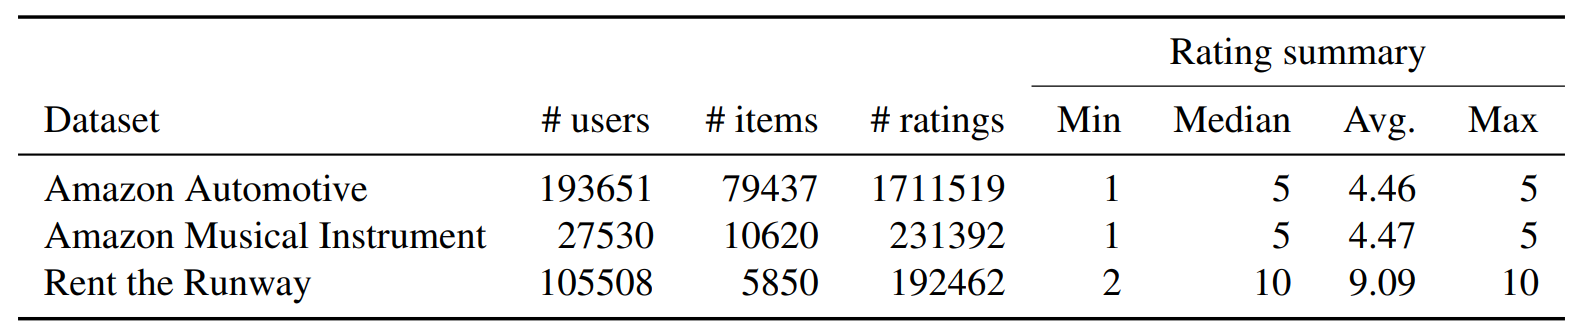 Rating summary
Dataset # users # items # ratings Min Median Avg. Max
Amazon Automotive 193651 79437 1711519 1 5 4.46 5
Amazon Musical Instrument 27530 10620 231392 1 5 4.47 5
Rent the Runway 105508 5850 192462 2 10 9.09 10